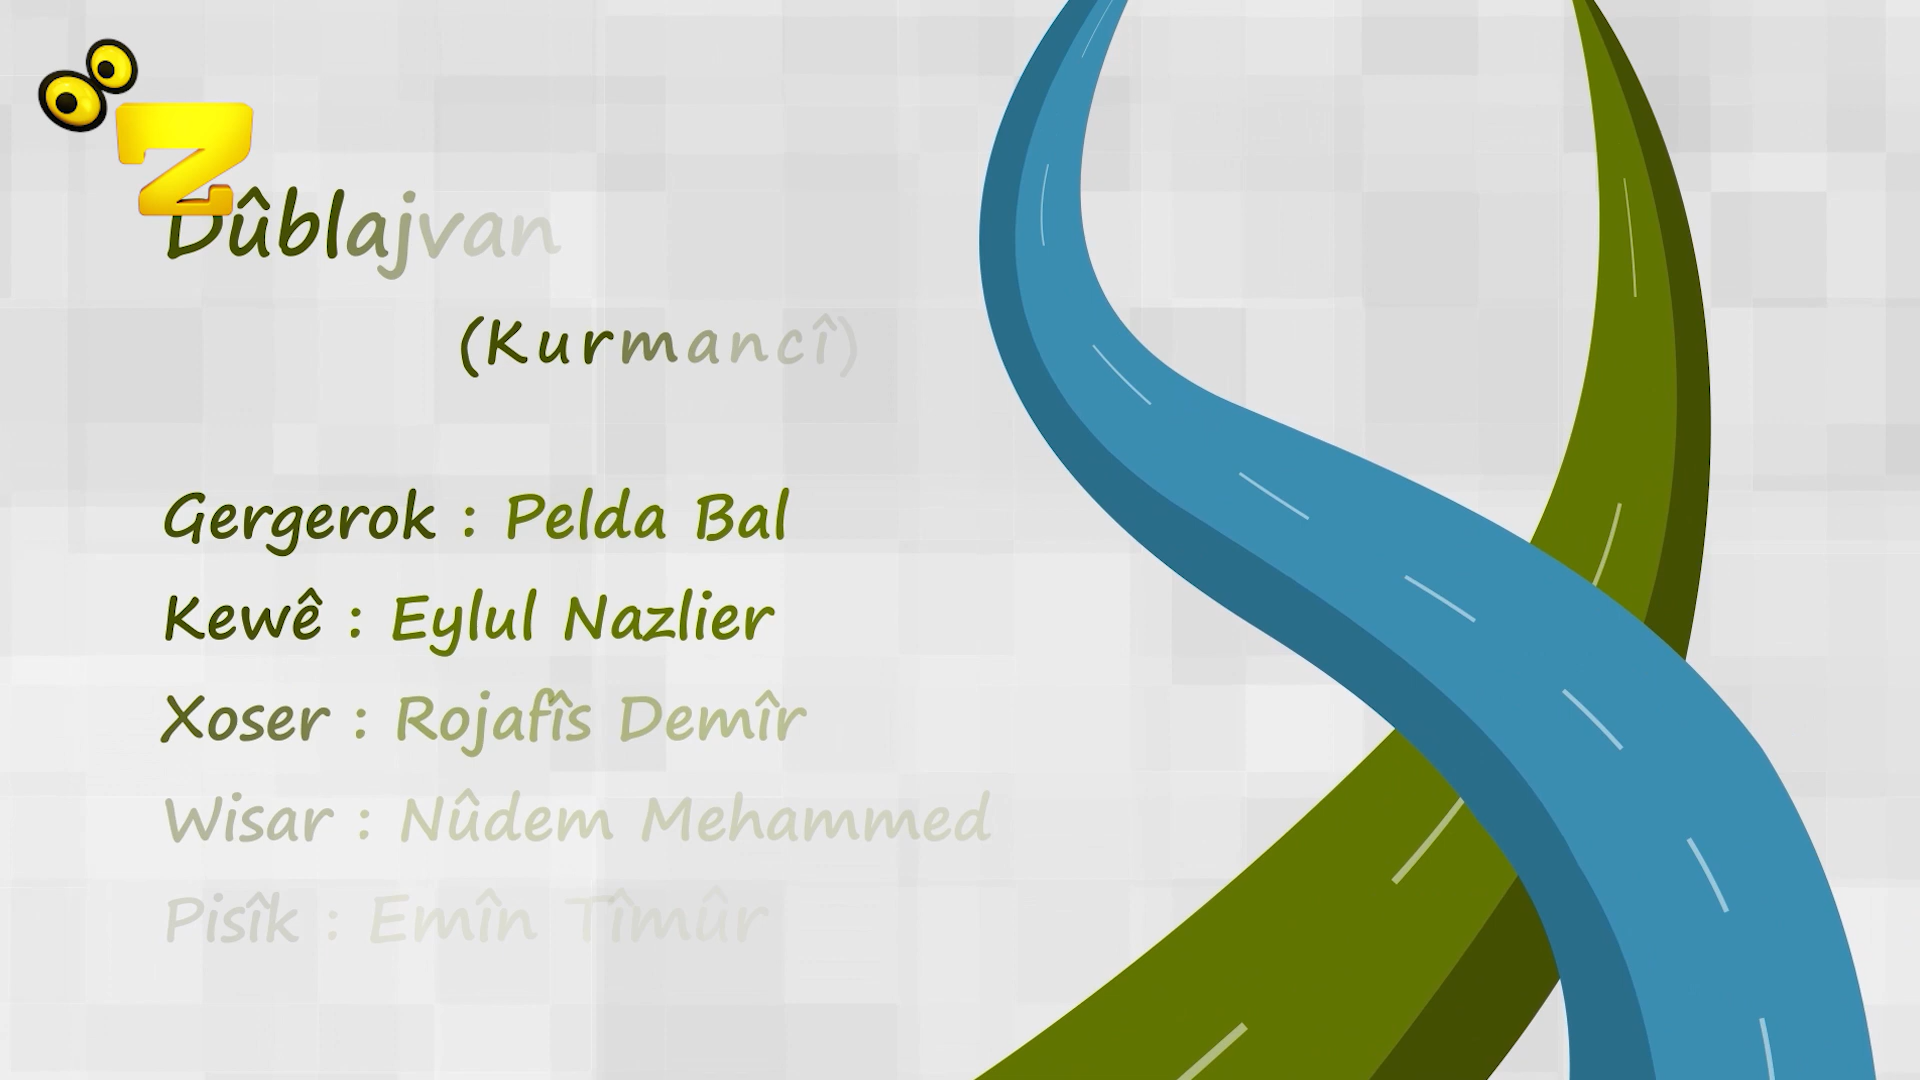 Z
Dûblajvan
(Kurmancî)
Gergerok : Pelda Bal
Kewê : Eylul Nazlier
Xoser : Rojafîs Demîr
Wisar : Nûdem Mehammed
Pisîk : Emîn Tîmûr